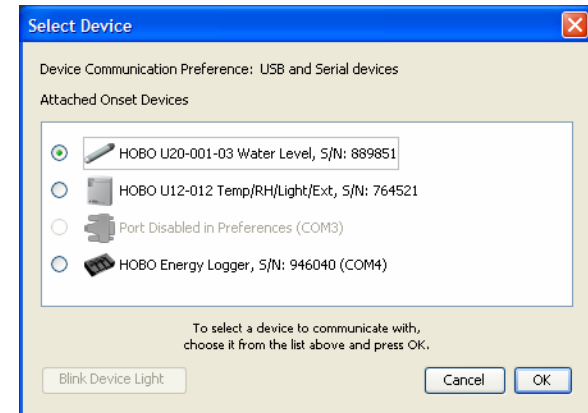 Select Device
Device Communication Preference: USB and Serial devices
Attached Onset Devices
HOBO U20-001-03 Water Level, S/N: 889851
HOBO U12-012 Temp/RH/Light/Ext, S/N: 764521
Port Disabled in Preferences (COM3)
HOBO Energy Logger, S/N: 946040 (COM4)
To select a device to communicate with,
choose it from the list above and press OK.
Blink Device Light
Cancel
OK